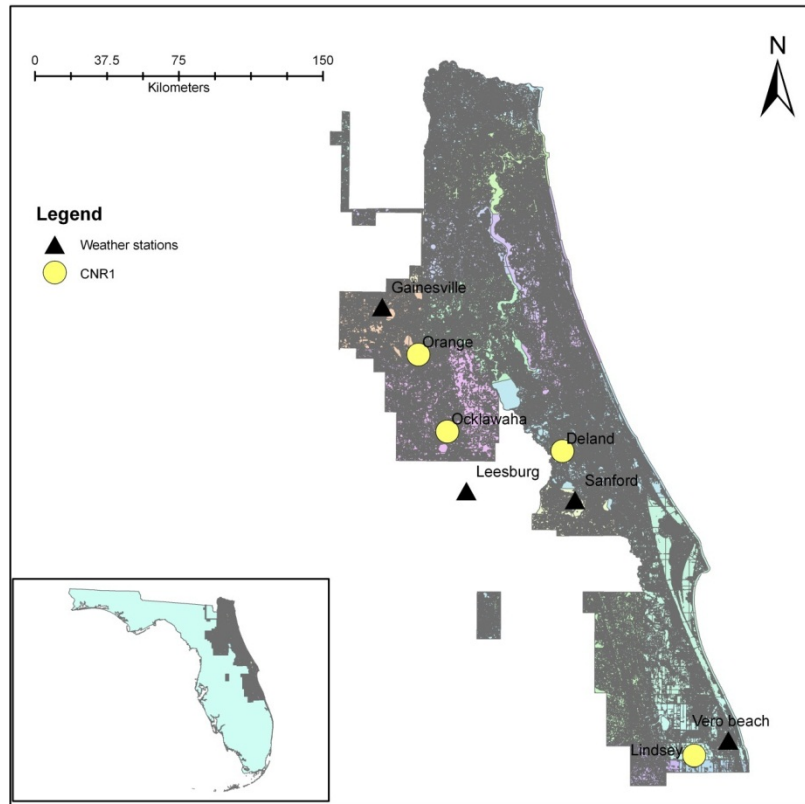 0 37.5 75 150
Kilometers
N
Legend
Weather stations
CNR1
Gainesville
Orange
Ocklawaha
Deland
Leesburg
Sanford
Vero beach
Lindsey